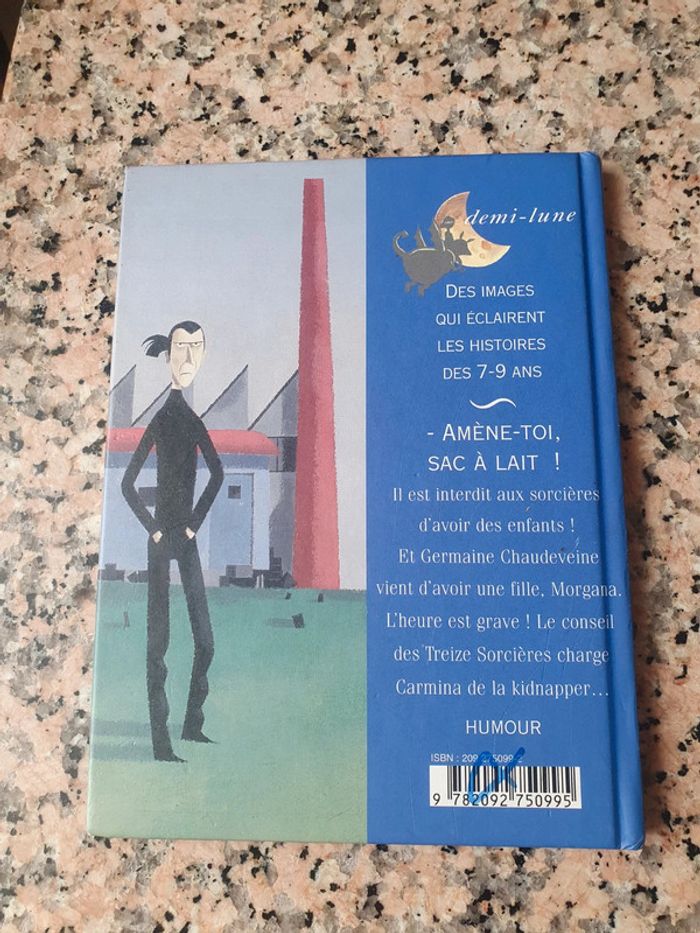 demi-lune
DES IMAGES
QUI ÉCLAIRENT
LES HISTOIRES
DES 7-9 ANS
- AMÈNE-TOI,
SAC À LAIT !
Il est interdit aux sorcières
d'avoir des enfants !
Et Germaine Chaudeveine
vient d'avoir une fille, Morgana.
L'heure est grave ! Le conseil
des Treize Sorcières charge
Carmina de la kidnapper...
HUMOUR
ISBN :
9 782092 750995